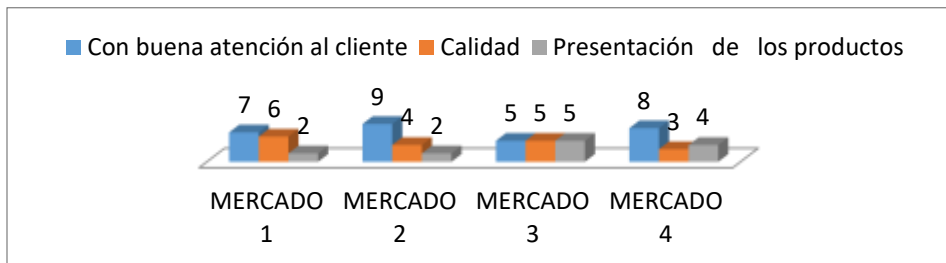 Con buena atención al cliente Calidad Presentación de los productos
7 6 2 9 4 2 5 5 5 8 3 4
MERCADO MERCADO MERCADO MERCADO
1 2 3 4